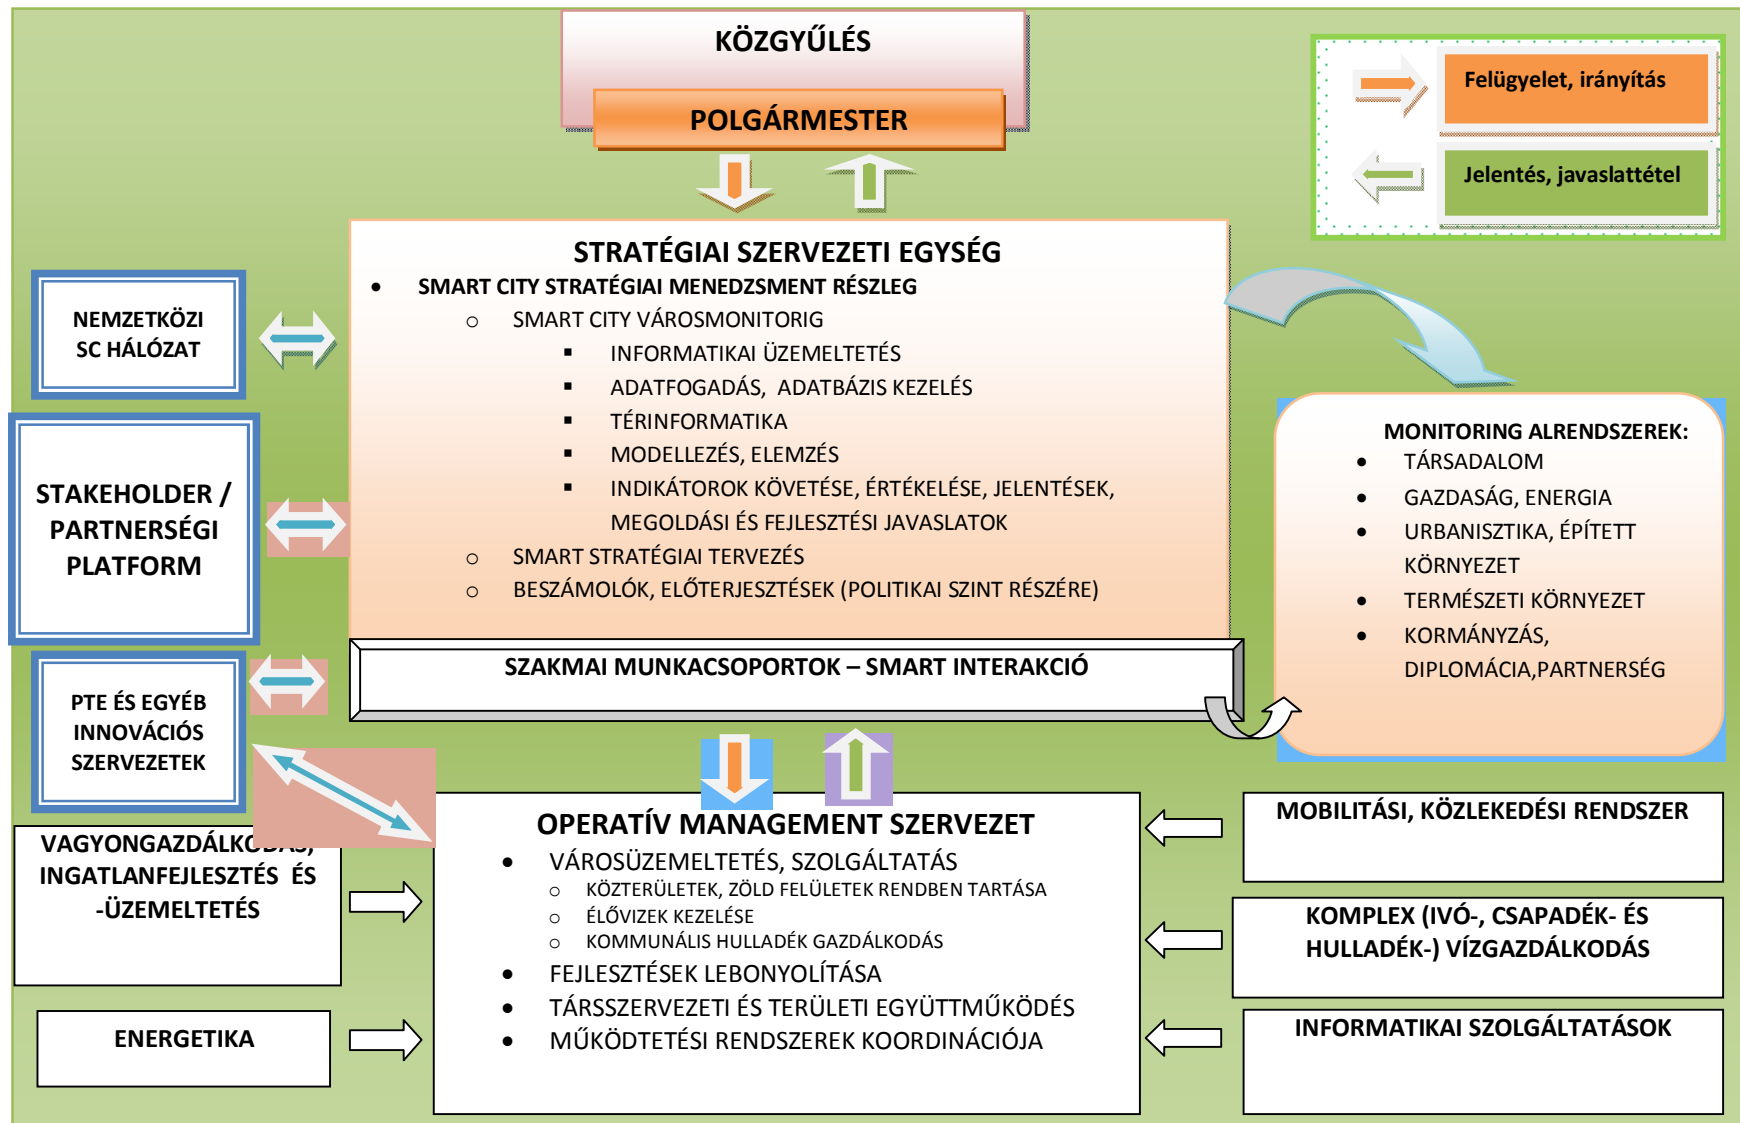 KÖZGYŰLÉS
POLGÁRMESTER
Felügyelet, irányítás
Jelentés, javaslattétel
STRATÉGIAI SZERVEZETI EGYSÉG
• SMART CITY STRATÉGIAI MENEDZSMENT RÉSZLEG
o SMART CITY VÁROSMONITORIG
▪ INFORMATIKAI ÜZEMELTETÉS
▪ ADATFOGADÁS, ADATBÁZIS KEZELÉS
▪ TÉRINFORMATIKA
▪ MODELLEZÉS, ELEMZÉS
▪ INDIKÁTOROK KÖVETÉSE, ÉRTÉKELÉSE, JELENTÉSEK,
MEGOLDÁSI ÉS FEJLESZTÉSI JAVASLATOK
o SMART STRATÉGIAI TERVEZÉS
o BESZÁMOLÓK, ELŐTERJESZTÉSEK (POLITIKAI SZINT RÉSZÉRE)
SZAKMAI MUNKACSOPORTOK – SMART INTERAKCIÓ
NEMZETKÖZI
SC HÁLÓZAT
STAKEHOLDER /
PARTNERSÉGI
PLATFORM
PTE ÉS EGYÉB
INNOVÁCIÓS
SZERVEZETEK
MONITORING ALRENDSZEREK:
• TÁRSADALOM
• GAZDASÁG, ENERGIA
• URBANISZTIKA, ÉPÍTETT
KÖRNYEZET
• TERMÉSZETI KÖRNYEZET
• KORMÁNYZÁS,
DIPLOMÁCIA,PARTNERSÉG
VAGYONGAZDÁLKODÁS,
INGATLANFEJLESZTÉS ÉS
-ÜZEMELTETÉS
ENERGETIKA
OPERATÍV MANAGEMENT SZERVEZET
• VÁROSÜZEMELTETÉS, SZOLGÁLTATÁS
o KÖZTERÜLETEK, ZÖLD FELÜLETEK RENDBEN TARTÁSA
o ÉLŐVIZEK KEZELÉSE
o KOMMUNÁLIS HULLADÉK GAZDÁLKODÁS
• FEJLESZTÉSEK LEBONYOLÍTÁSA
• TÁRSSZERVEZETI ÉS TERÜLETI EGYÜTTMŰKÖDÉS
• MŰKÖDTETÉSI RENDSZEREK KOORDINÁCIÓJA
MOBILITÁSI, KÖZLEKEDÉSI RENDSZER
KOMPLEX (IVÓ-, CSAPADÉK- ÉS
HULLADÉK-) VÍZGAZDÁLKODÁS
INFORMATIKAI SZOLGÁLTATÁSOK